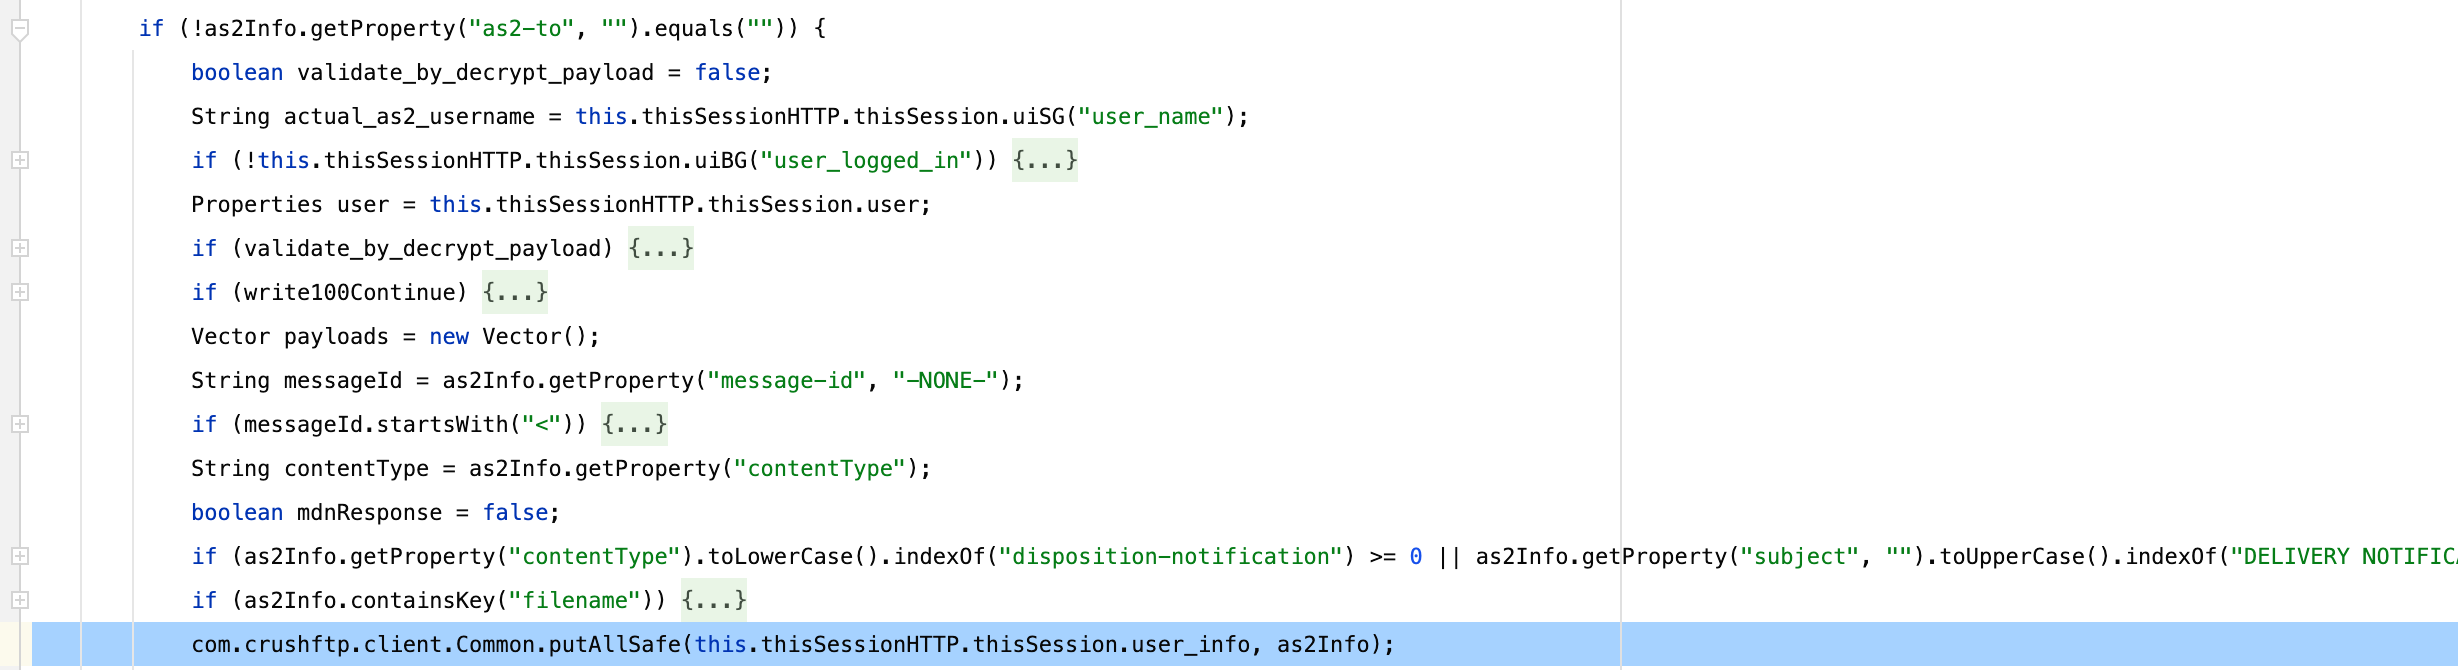 if (!as2Info.getProperty("as2-to", "").equals("")) {
boolean validate_by_decrypt_payload = false;
String actual_as2_username = this.thisSessionHTTP.thisSession.uiSG("user_name");
if (!this.thisSessionHTTP.thisSession.uiBG("user_logged_in")) {...}
Properties user = this.thisSessionHTTP.thisSession.user;
if (validate_by_decrypt_payload) {...}
if (write100Continue) {...}
Vector payloads = new Vector();
String messageId = as2Info.getProperty("message-id", "-NONE-");
if (messageId.startsWith("<")) {...}
String contentType = as2Info.getProperty("contentType");
boolean mdnResponse = false;
if (as2Info.getProperty("contentType").toLowerCase().indexOf("disposition-notification") >= 0 || as2Info.getProperty("subject", "").toUpperCase().indexOf("DELIVERY NOTIFIC
if (as2Info.containsKey("filename")) {...}
com.crushftp.client.Common.putAllSafe(this.thisSessionHTTP.thisSession.user_info, as2Info);